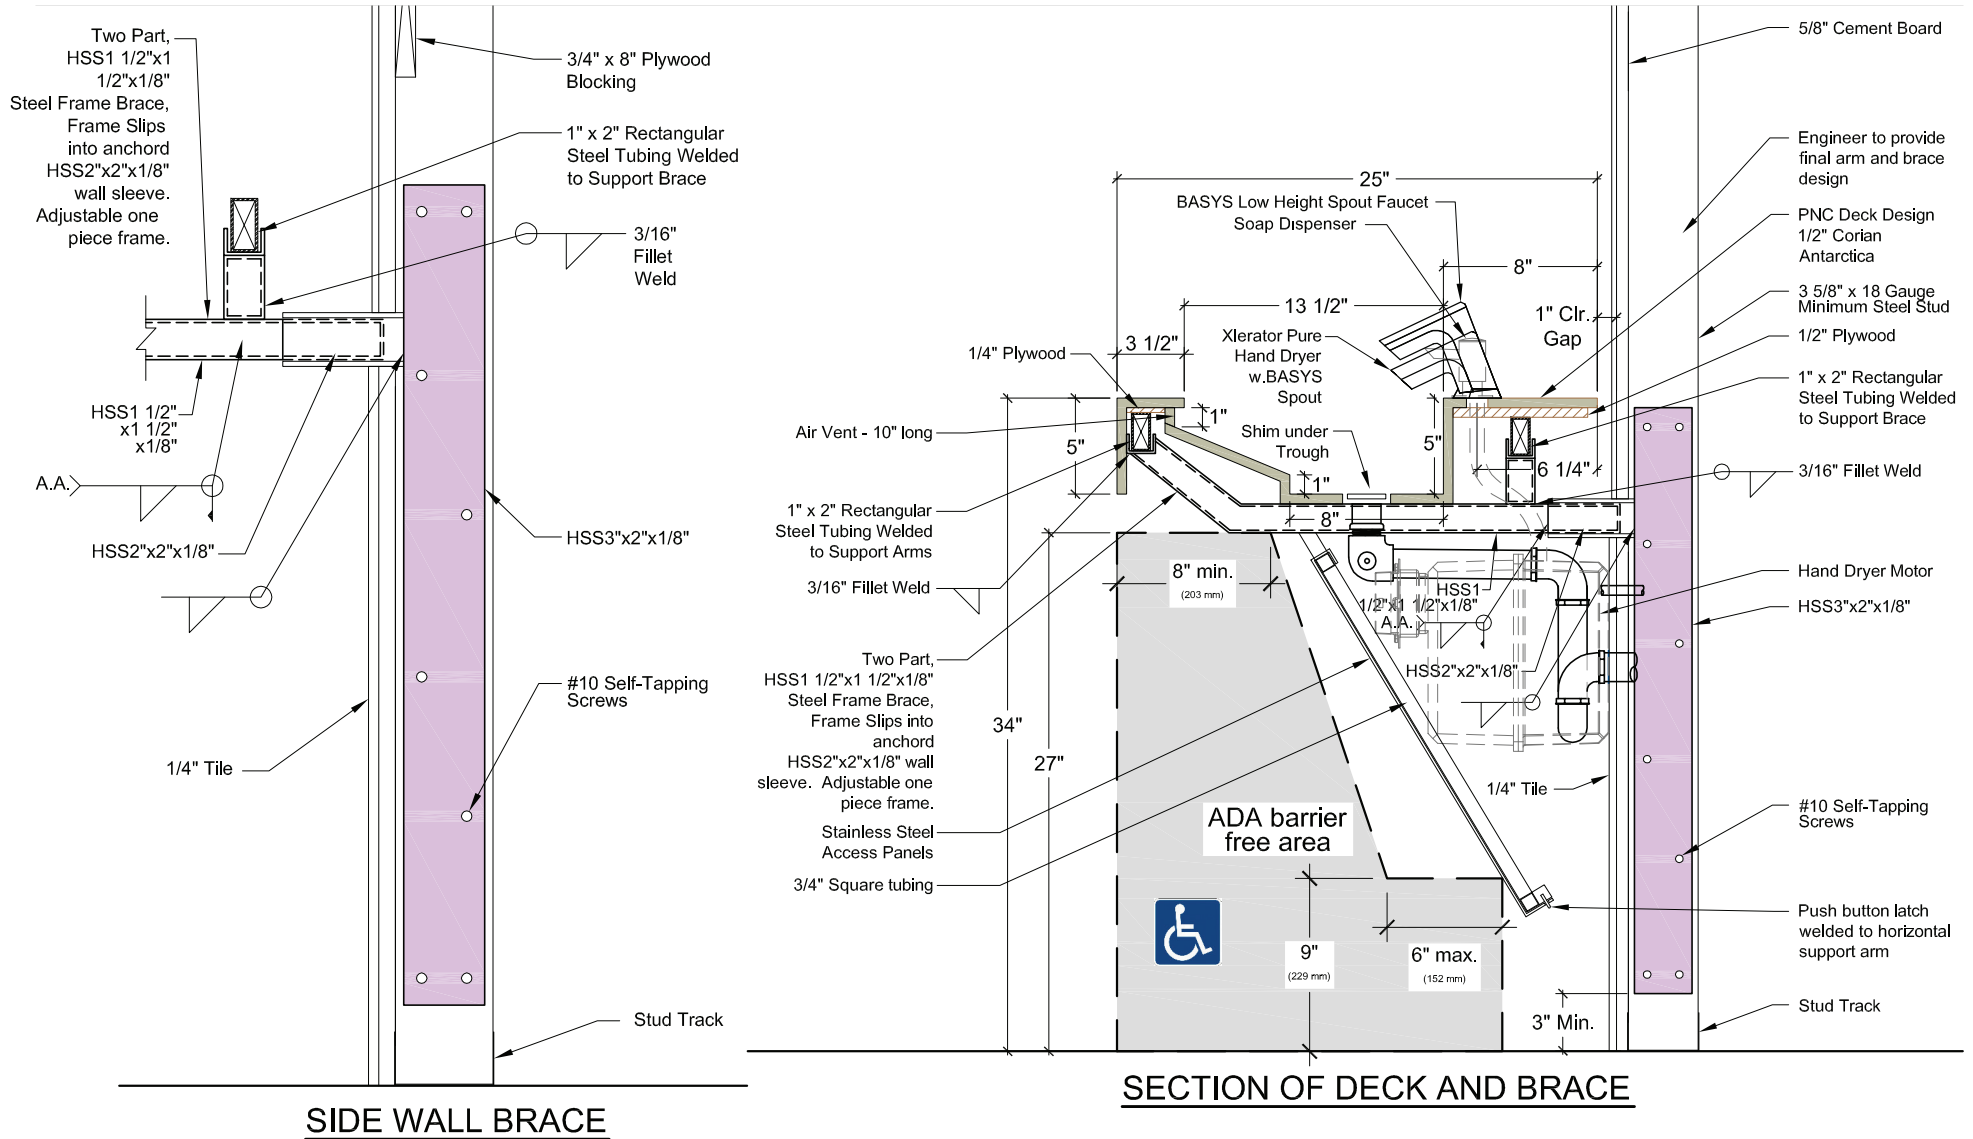 Two Part,
HSS1 1/2"x1
1/2"x1/8"
Steel Frame Brace,
Frame Slips
into anchord
HSS2"x2"x1/8"
wall sleeve.
Adjustable one
piece frame.
3/4" x 8" Plywood
Blocking
1" x 2" Rectangular
Steel Tubing Welded
to Support Brace
3/16"
Fillet
Weld
HSS1 1/2"
x1 1/2"
x1/8"
A.A.
HSS2"x2"x1/8"
HSS3"x2"x1/8"
#10 Self-Tapping
Screws
1/4" Tile
Stud Track
SIDE WALL BRACE
25"
BASYS Low Height Spout Faucet
Soap Dispenser
8"
13 1/2"
1" Clr.
Gap
Xlerator Pure
Hand Dryer
w.BASYS
Spout
3 1/2"
1/4" Plywood
1"
Air Vent - 10" long
5"
Shim under
Trough
5"
6 1/4"
1"
8"
1" x 2" Rectangular
Steel Tubing Welded
to Support Arms
3/16" Fillet Weld
8" min.
(203 mm)
HSS1
1/2"x1 1/2"x1/8"
A.A.
HSS2"x2"x1/8"
Two Part,
HSS1 1/2"x1 1/2"x1/8"
Steel Frame Brace,
Frame Slips into
anchord
HSS2"x2"x1/8" wall
sleeve. Adjustable one
piece frame.
34"
27"
Stainless Steel
Access Panels
3/4" Square tubing
ADA barrier
free area
9"
(229 mm)
6" max.
(152 mm)
1/4" Tile
3" Min.
5/8" Cement Board
Engineer to provide
final arm and brace
design
PNC Deck Design
1/2" Corian
Antarctica
3 5/8" x 18 Gauge
Minimum Steel Stud
1/2" Plywood
1" x 2" Rectangular
Steel Tubing Welded
to Support Brace
3/16" Fillet Weld
Hand Dryer Motor
HSS3"x2"x1/8"
#10 Self-Tapping
Screws
Push button latch
welded to horizontal
support arm
Stud Track
SECTION OF DECK AND BRACE